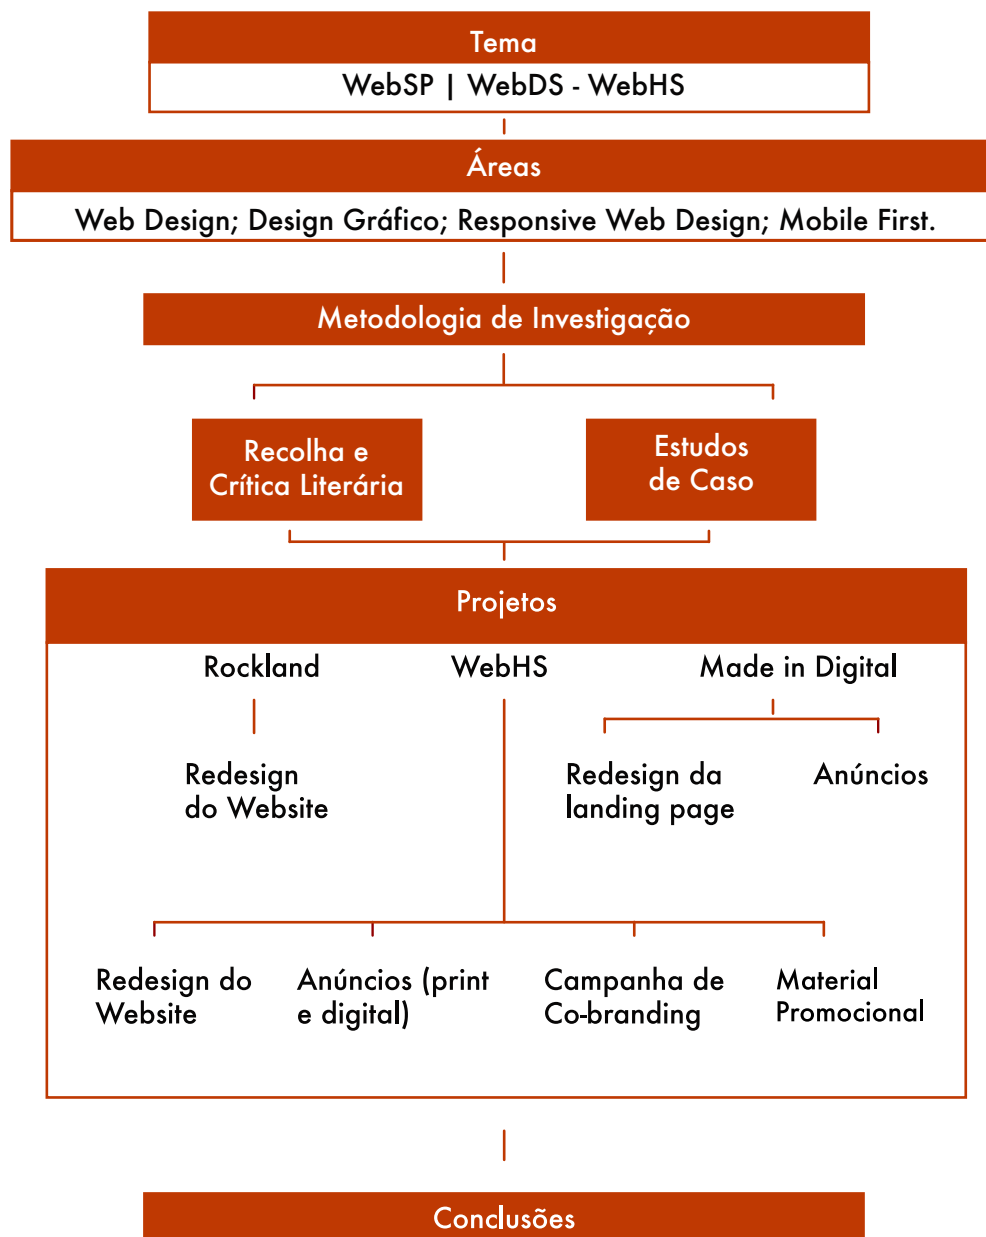 Tema
WebSP | WebDS - WebHS
Áreas
Web Design; Design Gráfico; Responsive Web Design; Mobile First.
Metodologia de Investigação
Recolha e
Crítica Literária
Estudos
de Caso
Projetos
Rockland
WebHS
Made in Digital
Redesign
do Website
Redesign da
landing page
Anúncios
Redesign do
Website
Anúncios (print
e digital)
Campanha de
Co-branding
Material
Promocional
Conclusões